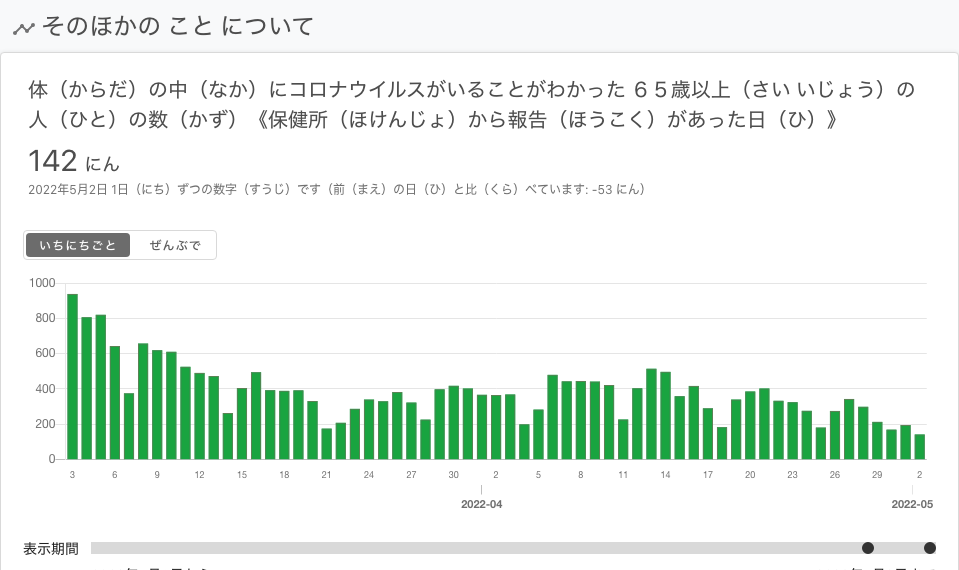 そのほかの こと について
体（からだ）の中（なか）にコロナウイルスがいることがわかった ６５歳以上（さい いじょう）の
人（ひと）の数（かず）《保健所（ほけんじょ）から報告（ほうこく）があった日（ひ）》
142 にん
2022年5月2日 1日（にち）ずつの数字（すうじ）です（前（まえ）の日（ひ）と比（くら）べています: -53 にん）
いちにちごと ぜんぶで
1000
800
600
400
200
0
3 6 9 12 15 18 21 24 27 30 2 5 8 11 14 17 20 23 26 29 2
2022-04 2022-05
表示期間